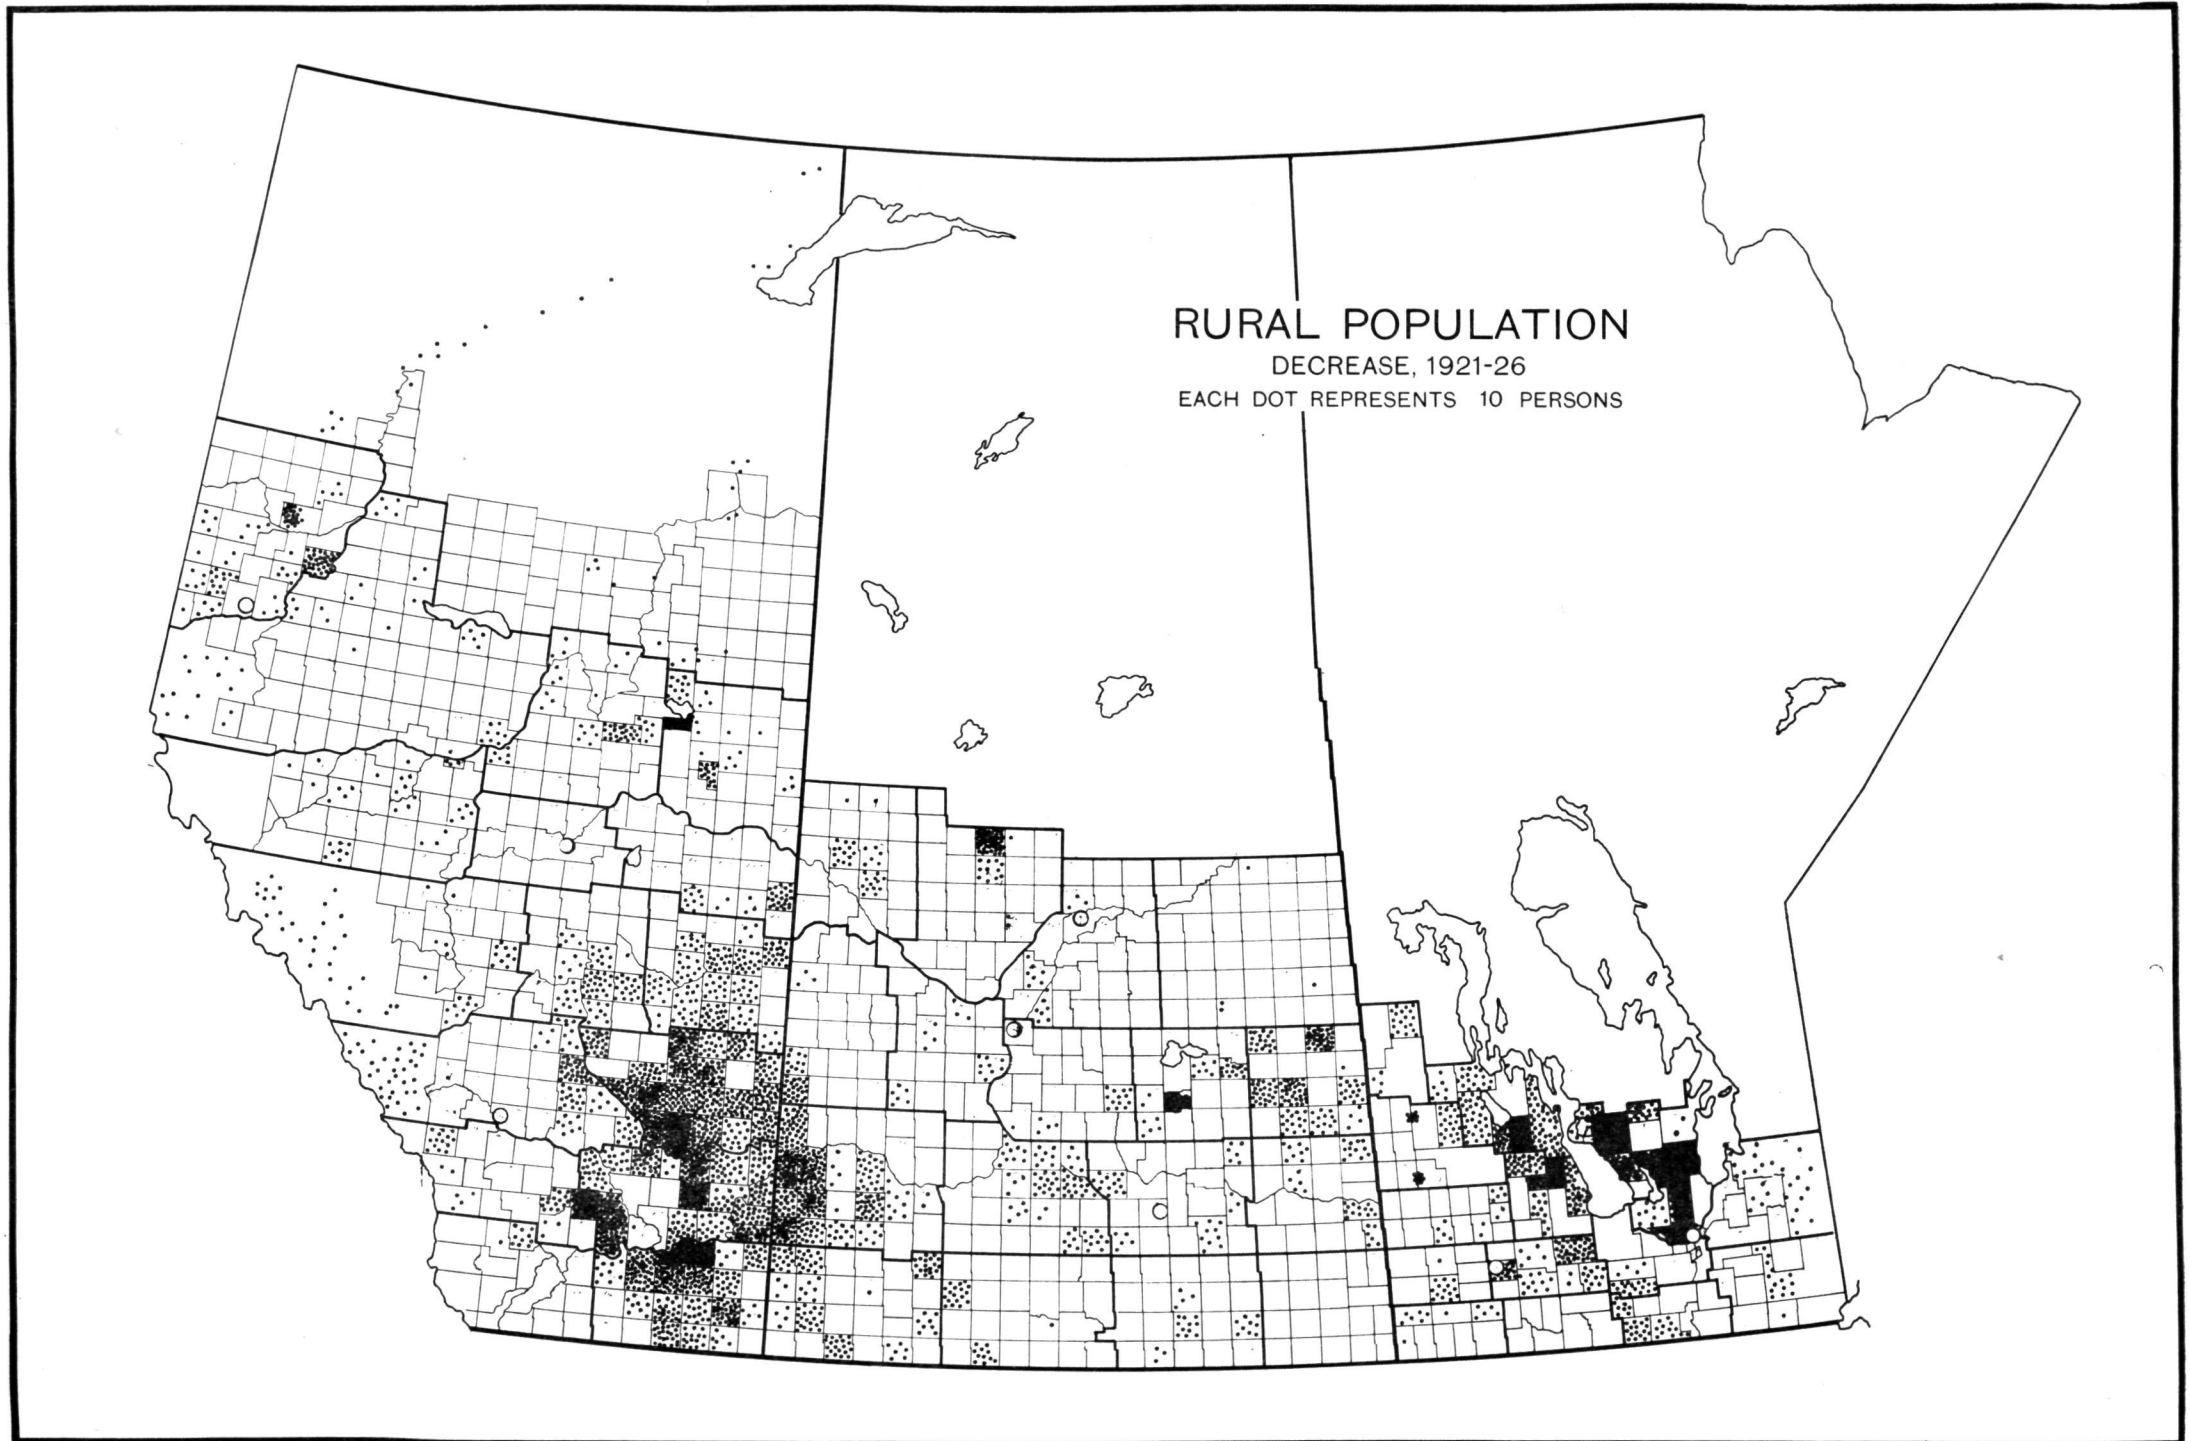 RURAL POPULATION
DECREASE, 1921-26
EACH DOT REPRESENTS 10 PERSONS